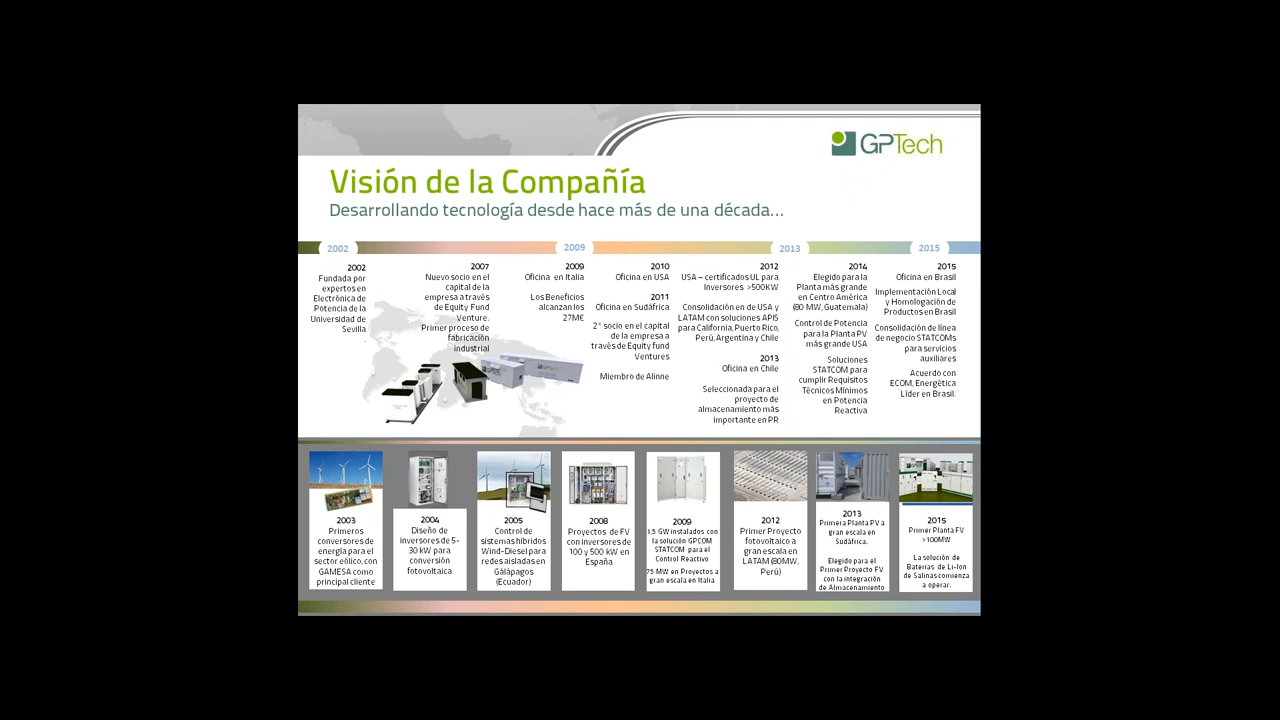 GPTech
Visión de la Compañía
Desarrollando tecnología desde hace más de una década...
2002
2009
2013
2015
2002
Fundada por
expertos en
Electrónica de
Potencia de la
Universidad de
Sevilla
.
2007
Nuevo socio en el
capital de la
empresa a través
de Equity Fund
Venture.
Primer proceso de
fabricación
industrial
2009
Oficina en Italia
Los Beneficios
alcanzan los
27M€
2010
Oficina en USA
2011
Oficina en Sudáfrica
2° socio en el capital
de la empresa a
través de Equity fund
Ventures
Miembro de Alinne
2012
USA – certificados UL para
Inversores >500KW
Consolidación en de USA y
LATAM con soluciones APIS
para California, Puerto Rico,
Perú, Argentina y Chile
2013
Oficina en Chile
Seleccionada para el
proyecto de
almacenamiento más
importante en PR
2014
Elegido para la
Planta más grande
en Centro América
(80 MW, Guatemala)
Control de Potencia
para la Planta PV
más grande USA
Soluciones
STATCOM para
cumplir Requisitos
Técnicos Mínimos
en Potencia
Reactiva
2015
Oficina en Brasil
Implementación Local
y Homologación de
Productos en Brasil
Consolidación de línea
de negocio STATCOMs
para servicios
auxiliares
Acuerdo con
ECOM, Energética
Líder en Brasil.
2003
Primeros
conversores de
energía para el
sector eólico, con
GAMESA como
principal cliente
2004
Diseño de
inversores de 5-
30 kW para
conversión
fotovoltaica
2005
Control de
sistemas híbridos
Wind-Diesel para
redes aisladas en
Gálápagos
(Ecuador)
2008
Proyectos de FV
con inversores de
100 y 500 kW en
España
2009
1,5 GW instalados con
la solución GPCOM
STATCOM para el
Control Reactivo
75 MW en Proyectos a
gran escala en Italia
2012
Primer Proyecto
fotovoltaico a
gran escala en
LATAM (80MW,
Perú)
2013
Primera Planta PV a
gran escala en
Sudáfrica.
Elegido para el
Primer Proyecto FV
con la integración
de Almacenamiento
2015
Primer Planta FV
>100MW
La solución de
Baterias de Li-Ion
de Salinas comienza
a operar.